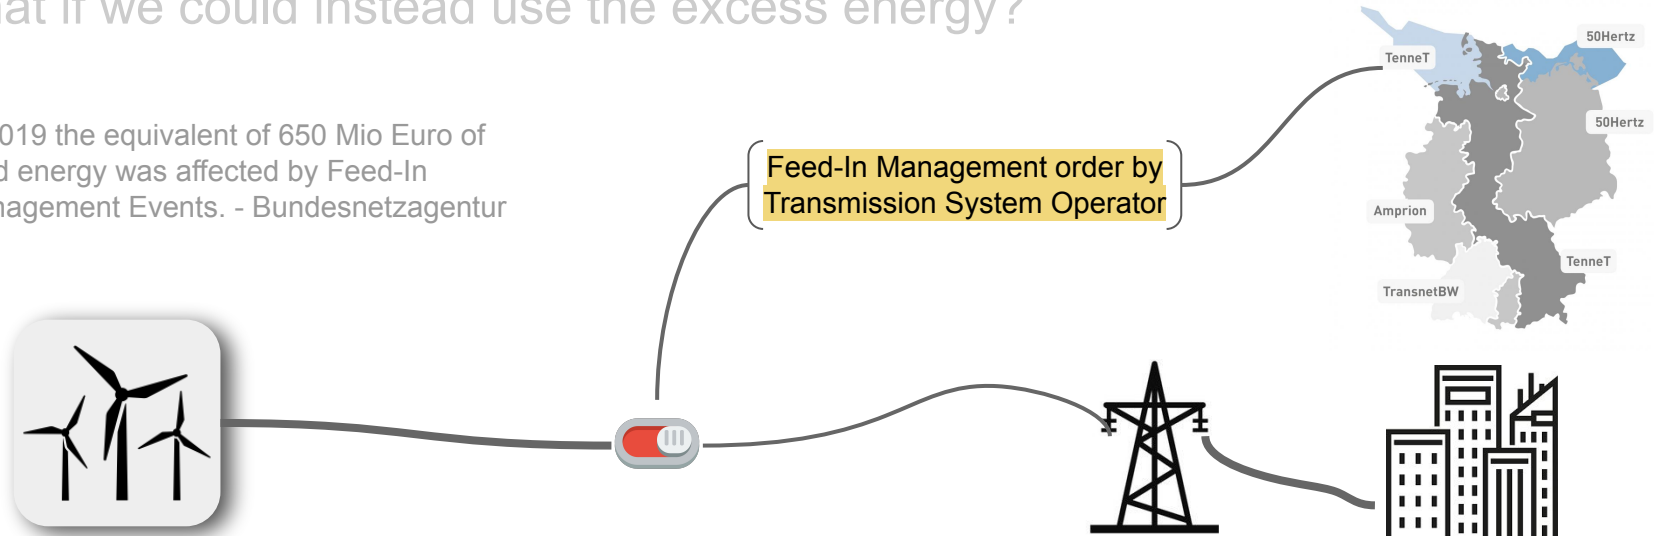 at if we could instead use the excess energy?
019 the equivalent of 650 Mio Euro of
d energy was affected by Feed-In
nagement Events. - Bundesnetzagentur
Feed-In Management order by
Transmission System Operator
50Hertz
TenneT
50Hertz
Amprion
TenneT
TransnetBW